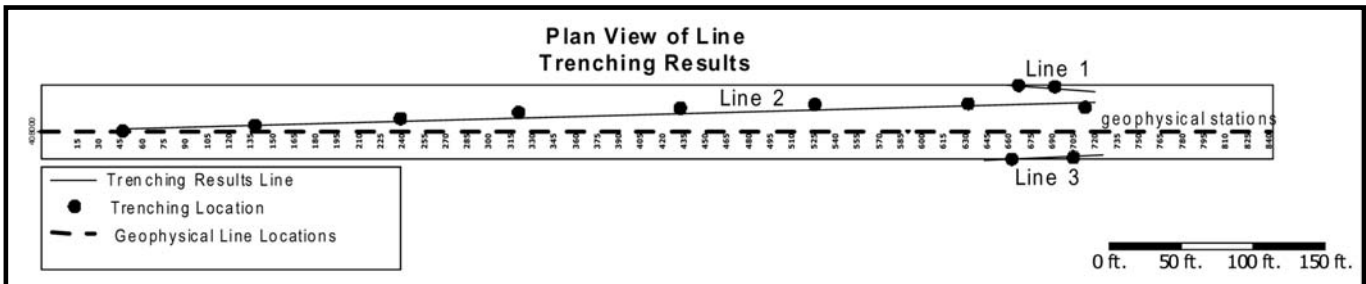 Plan View of Line
Trenching Results
Line 1
Line 2
geophysical stations
15 30 45 60 75 90 105 120 135 150 165 180 195 210 225 240 255 270 285 300 315 330 345 360 375 390 405 420 435 450 465 480 495 510 525 540 555 570 585 600 615 630 645 660 675 690 705 720 735 750 765 780 795 810 825 840
Line 3
Trenching Results Line
Trenching Location
Geophysical Line Locations
0 ft. 50 ft. 100 ft. 150 ft.